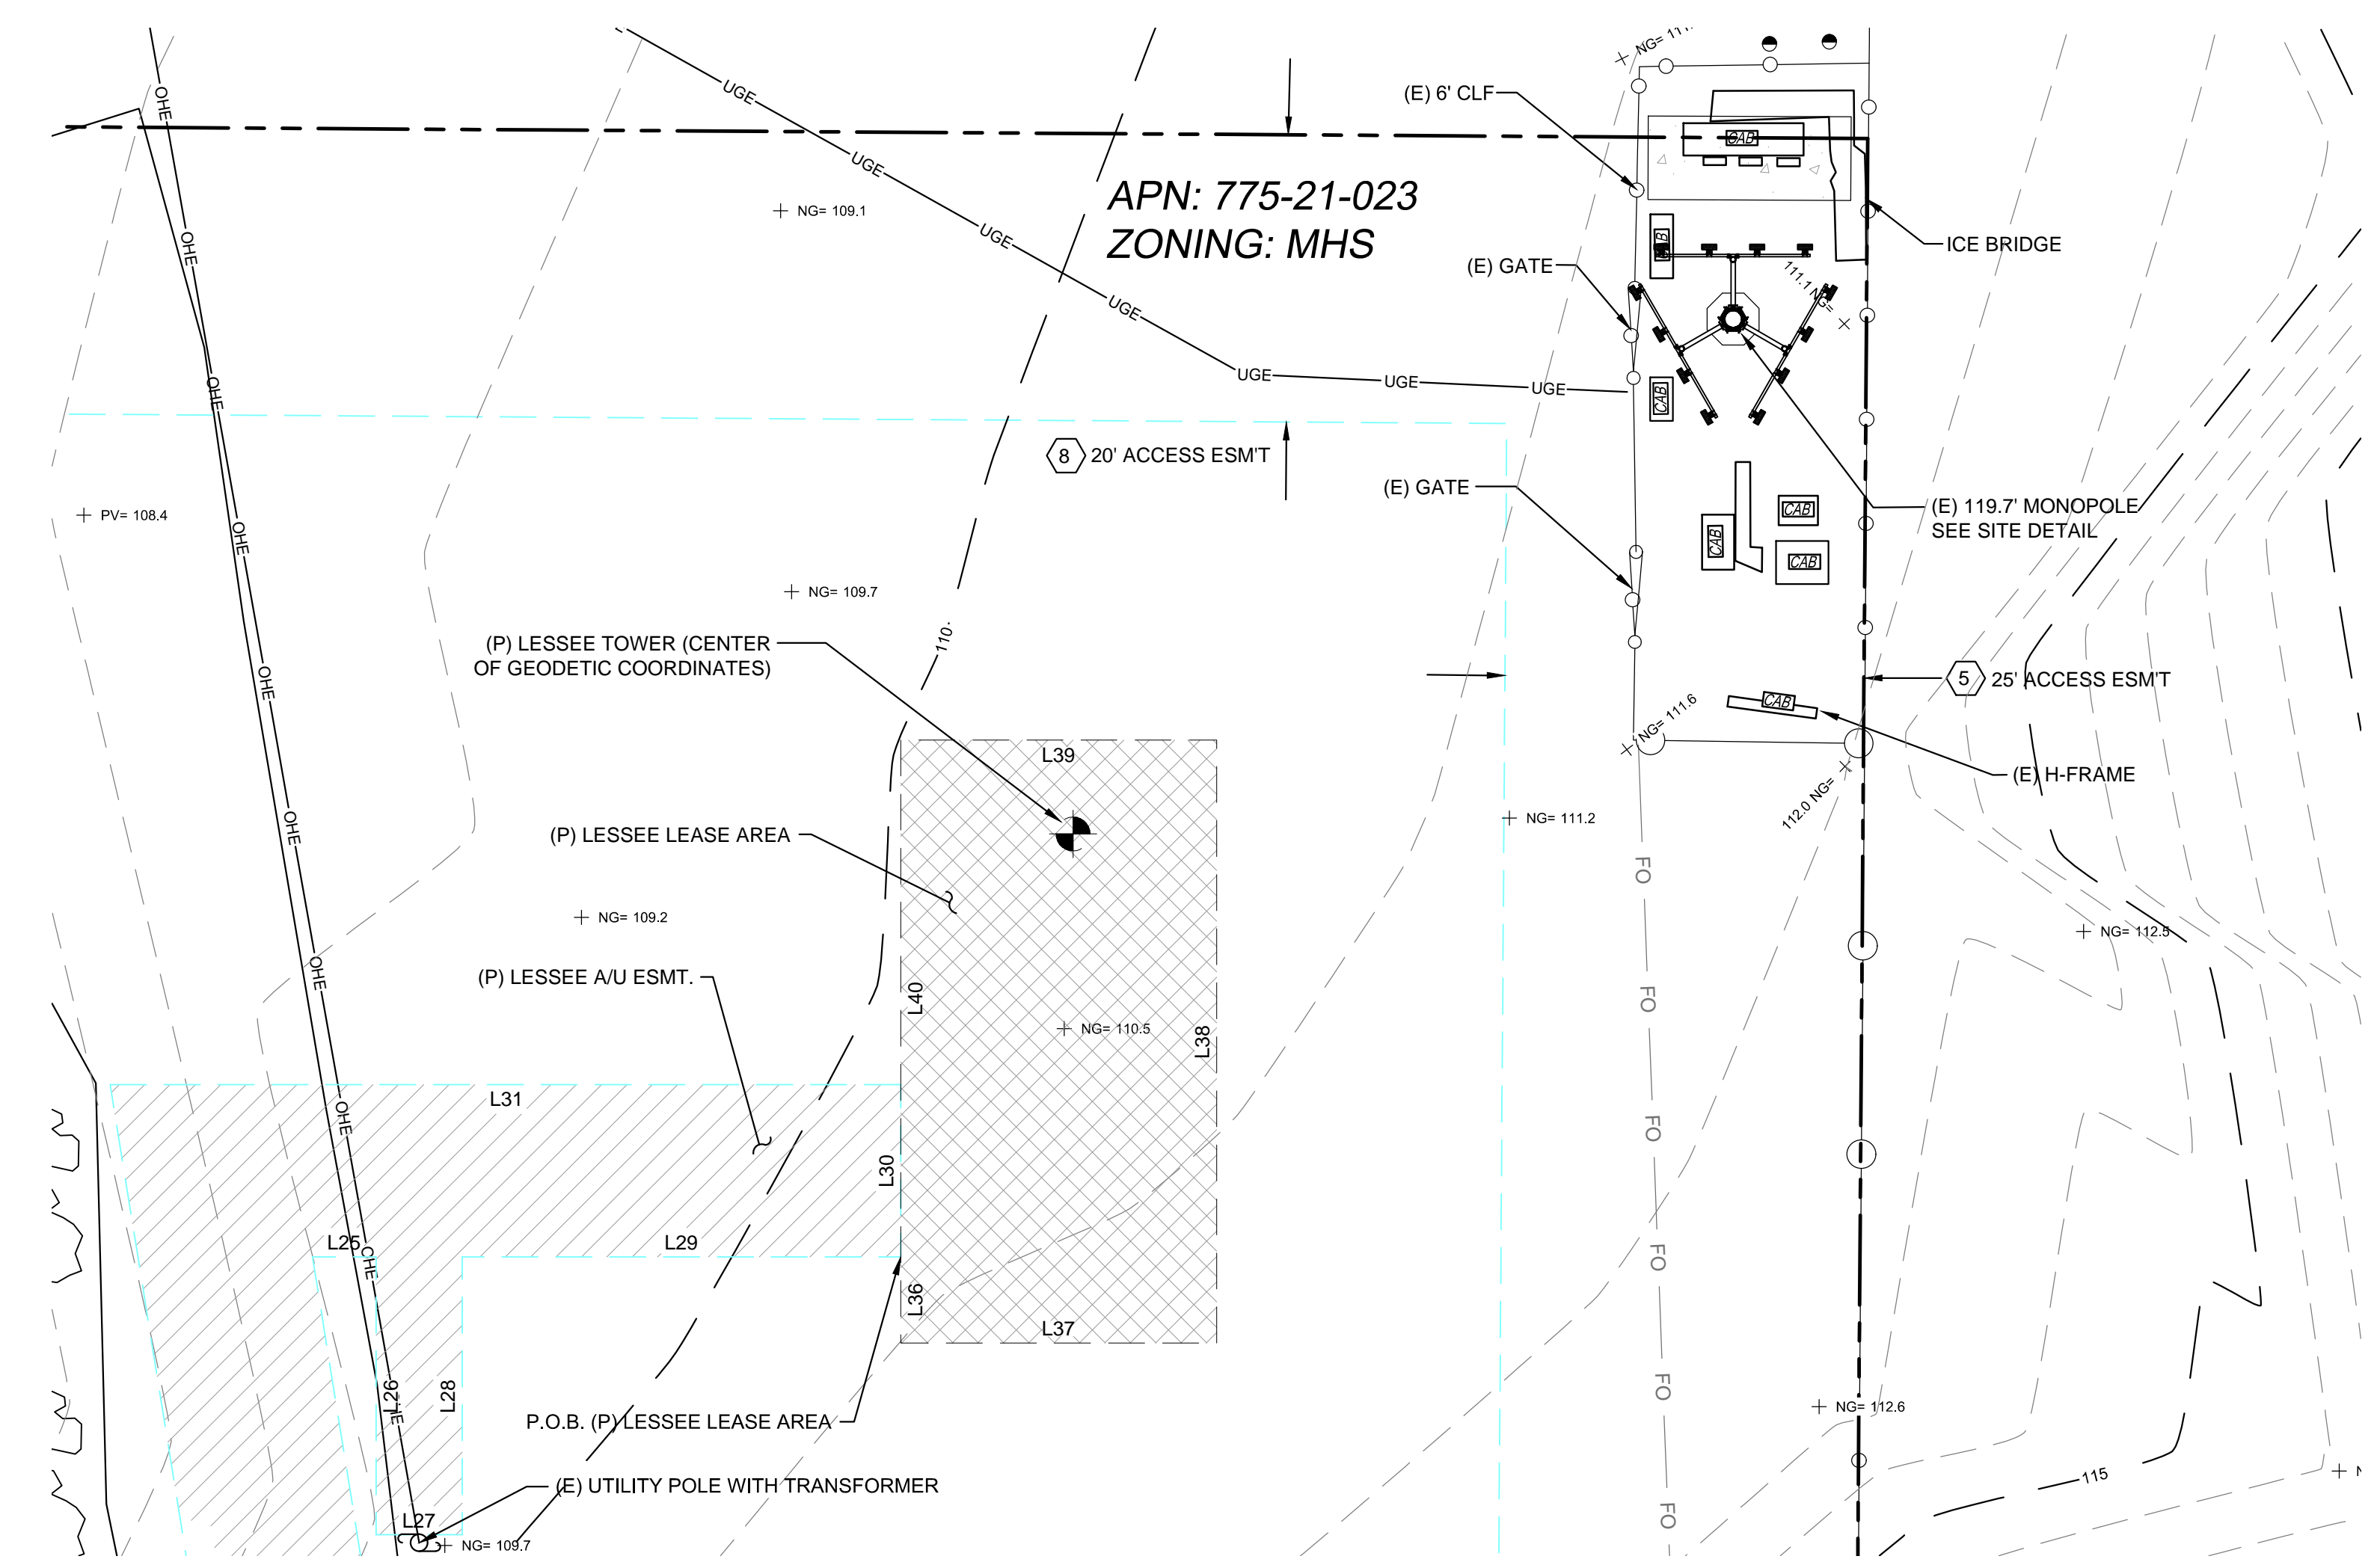 NG= 111.
(E) 6' CLF
OHE
UGE
CAB
UGE
APN: 775-21-023
ZONING: MHS
NG= 109.1
OHE
UGE
ICE BRIDGE
CAB
(E) GATE
111.1 NG=
UGE
OHE
UGE
UGE
UGE
CAB
8
20' ACCESS ESM'T
(E) GATE
PV= 108.4
OHE
CAB
CAB
CAB
(E) 119.7' MONOPOLE
SEE SITE DETAIL
NG= 109.7
(P) LESSEE TOWER (CENTER
OF GEODETIC COORDINATES)
110
OHE
5
25' ACCESS ESM'T
CAB
NG= 111.6
L39
(E) H-FRAME
112.0 NG=
OHE
(P) LESSEE LEASE AREA
NG= 111.2
FO
NG= 109.2
NG= 112.5
OHE
(P) LESSEE A/U ESMT.
L40
FO
NG= 110.5
L38
L31
OHE
FO
L30
L25
OHE
L29
FO
L36
L37
L26
L28
FO
NG= 112.6
P.O.B. (P) LESSEE LEASE AREA
115
(E) UTILITY POLE WITH TRANSFORMER
FO
L27
NG= 109.7